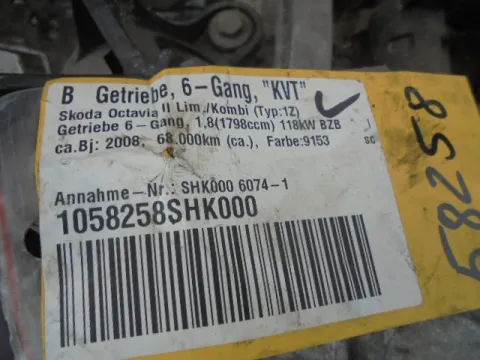 B Getriebe, 6-Gang, "KVT"
Skoda Octavia II Lim./Kombi (Typ:1Z)
Getriebe 6-Gang, 1,8(1798ccm) 118kW BZB
ca.Bj: 2008, 68.000km (ca.), Farbe:9153
Annahme-Nr.: SHK000 6074-1
1058258SHK000
58258